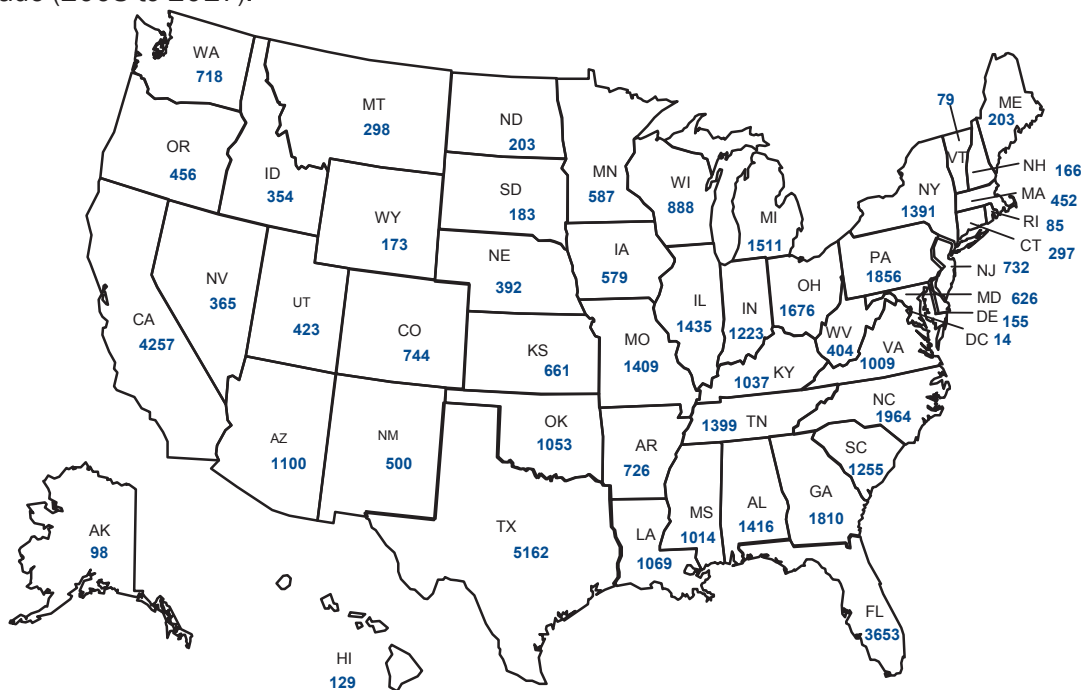 WA
718
MT
298
ND
203
79
ME
203
OR
456
ID
354
MN
587
VT
NH 166
SD
183
WI
888
NY
1391
MA 452
WY
173
MI
1511
RI 85
CT 297
NE
392
IA
579
PA
1856
NJ 732
NV
365
UT
423
IL
1435
IN
1223
OH
1676
MD 626
DE 155
DC 14
CA
4257
CO
744
KS
661
MO
1409
WV
404
VA
1009
1037 KY
NC
1964
AZ
1100
NM
500
OK
1053
AR
726
1399 TN
SC
1255
TX
5162
LA
1069
MS
1014
AL
1416
GA
1810
AK
98
FL
3653
HI
129